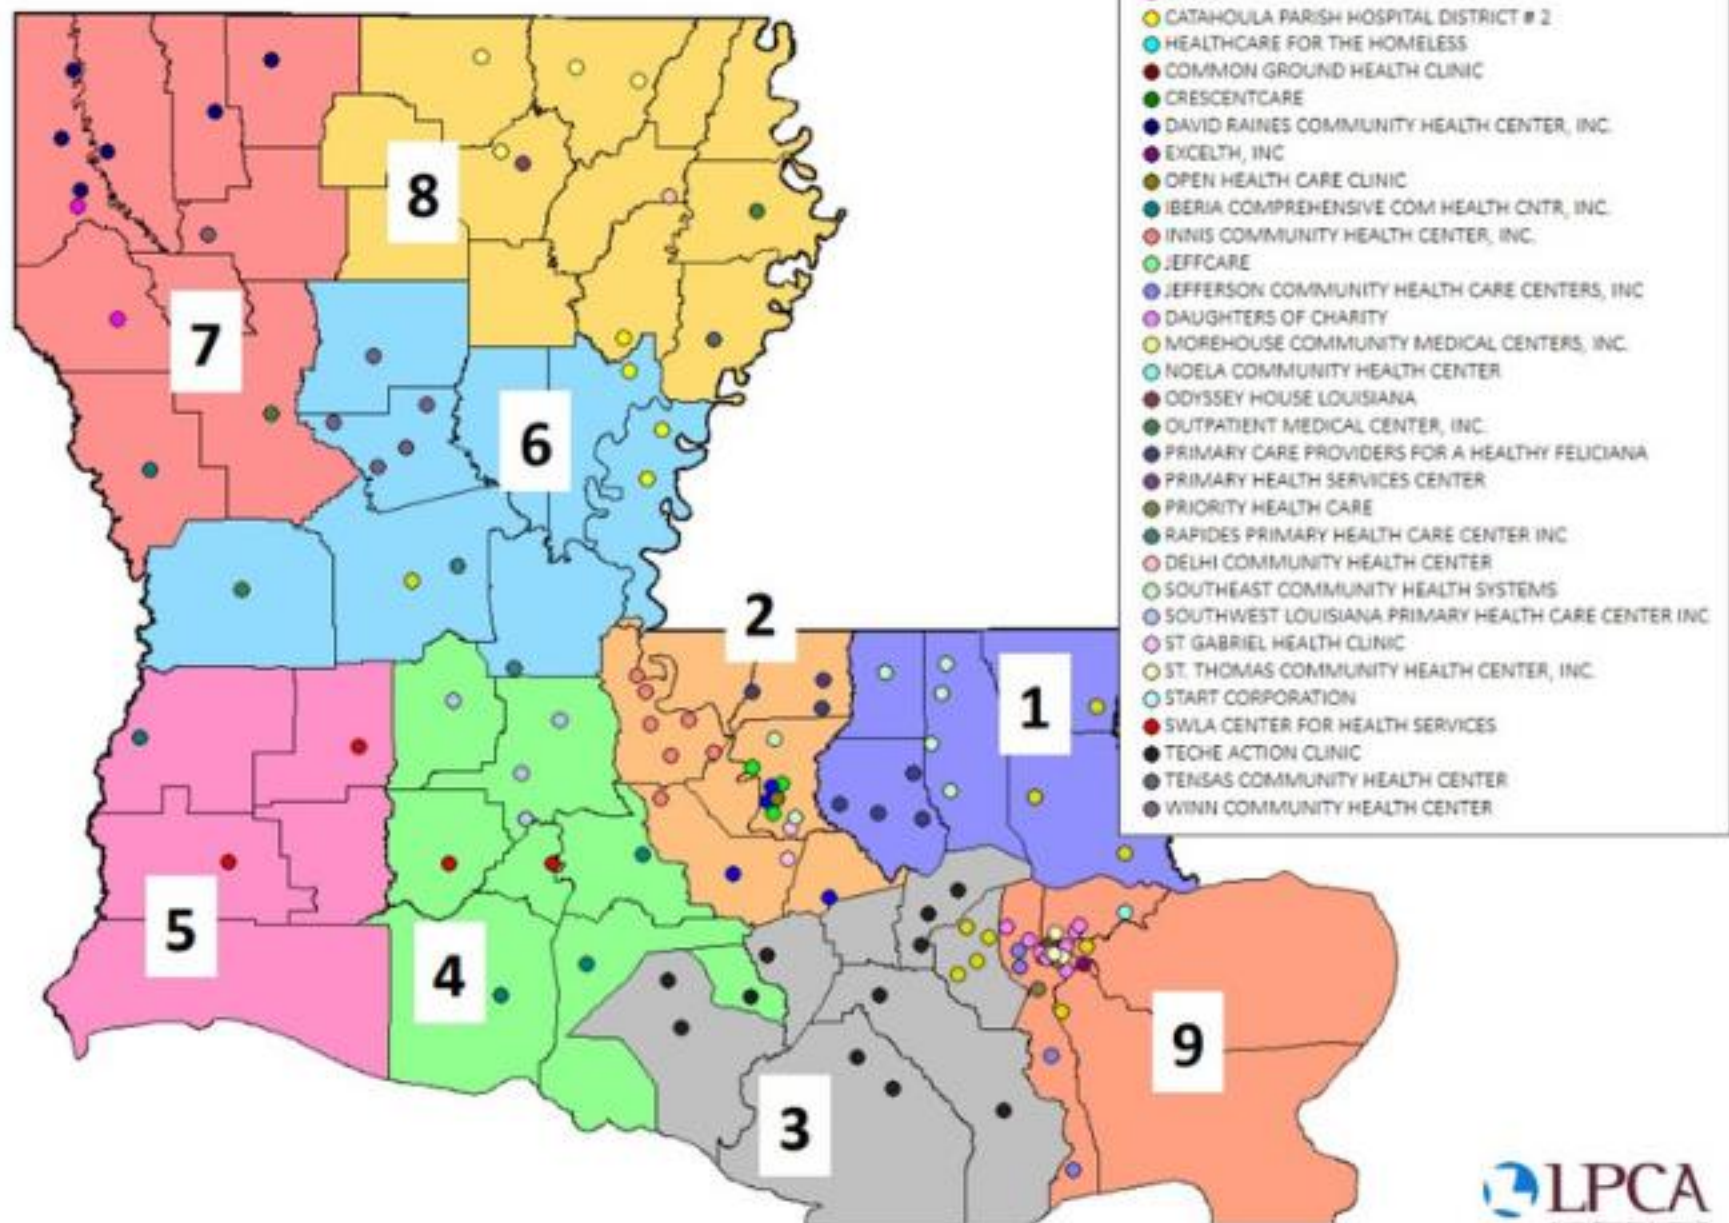 CATAHOULA PARISH HOSPITAL DISTRICT # 2
HEALTHCARE FOR THE HOMELESS
COMMON GROUND HEALTH CLINIC
CRESCENTCARE
DAVID RAINES COMMUNITY HEALTH CENTER, INC.
EXCELTH, INC
OPEN HEALTH CARE CLINIC
IBERIA COMPREHENSIVE COM HEALTH CNTR, INC.
INNIS COMMUNITY HEALTH CENTER, INC.
JEFFCARE
JEFFERSON COMMUNITY HEALTH CARE CENTERS, INC
DAUGHTERS OF CHARITY
MOREHOUSE COMMUNITY MEDICAL CENTERS, INC.
NOELA COMMUNITY HEALTH CENTER
ODYSSEY HOUSE LOUISIANA
OUTPATIENT MEDICAL CENTER, INC.
PRIMARY CARE PROVIDERS FOR A HEALTHY FELICIANA
PRIMARY HEALTH SERVICES CENTER
PRIORITY HEALTH CARE
RAPIDES PRIMARY HEALTH CARE CENTER INC
DELHI COMMUNITY HEALTH CENTER
SOUTHEAST COMMUNITY HEALTH SYSTEMS
SOUTHWEST LOUISIANA PRIMARY HEALTH CARE CENTER INC
ST GABRIEL HEALTH CLINIC
ST. THOMAS COMMUNITY HEALTH CENTER, INC.
START CORPORATION
SWLA CENTER FOR HEALTH SERVICES
TECHE ACTION CLINIC
TENSAS COMMUNITY HEALTH CENTER
WINN COMMUNITY HEALTH CENTER
8
7
6
2
1
5
4
9
3
LPCA